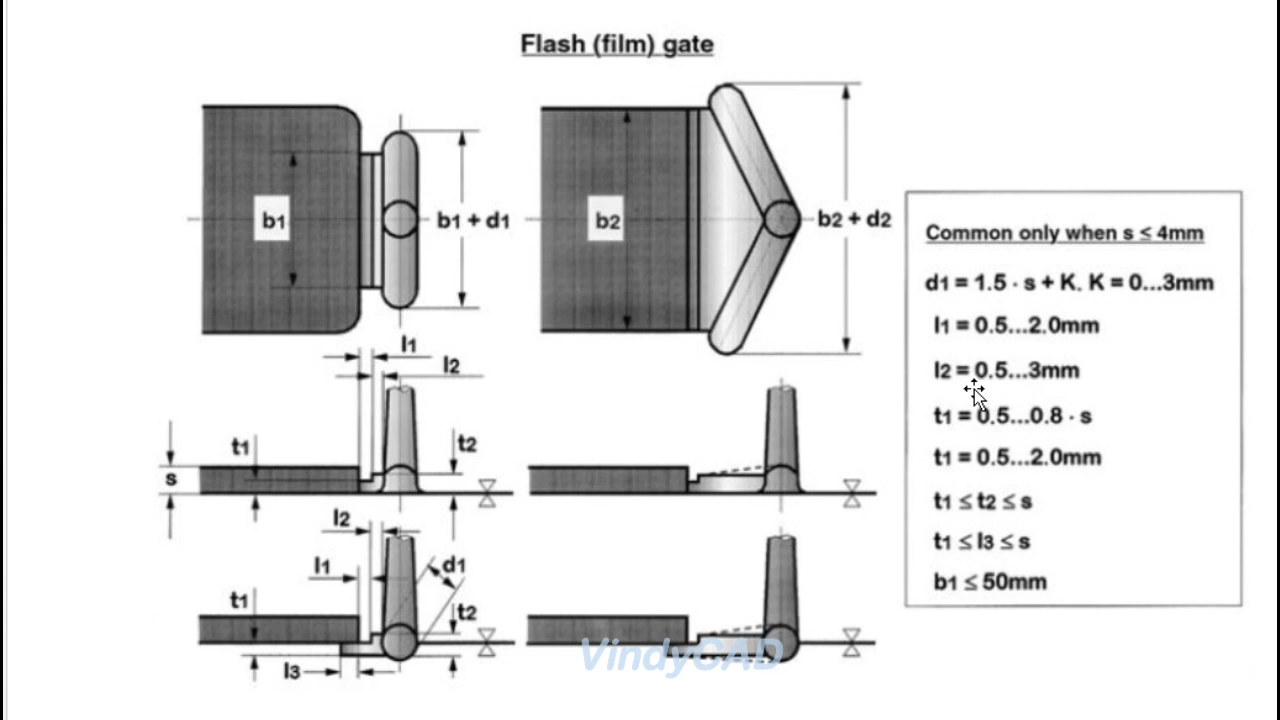 Flash (film) gate
b1
b1 + d1
b2
b2 + d2
l1
l2
t1
t2
s
l2
l1
d1
t1
t2
l3
Common only when s ≤ 4mm
d1 = 1.5 · s + K. K = 0...3mm
l1 = 0.5...2.0mm
l2 = 0.5...3mm
t1 = 0.5...0.8 · s
t1 = 0.5...2.0mm
t1 ≤ t2 ≤ s
t1 ≤ l3 ≤ s
b1 ≤ 50mm
VindyCAD